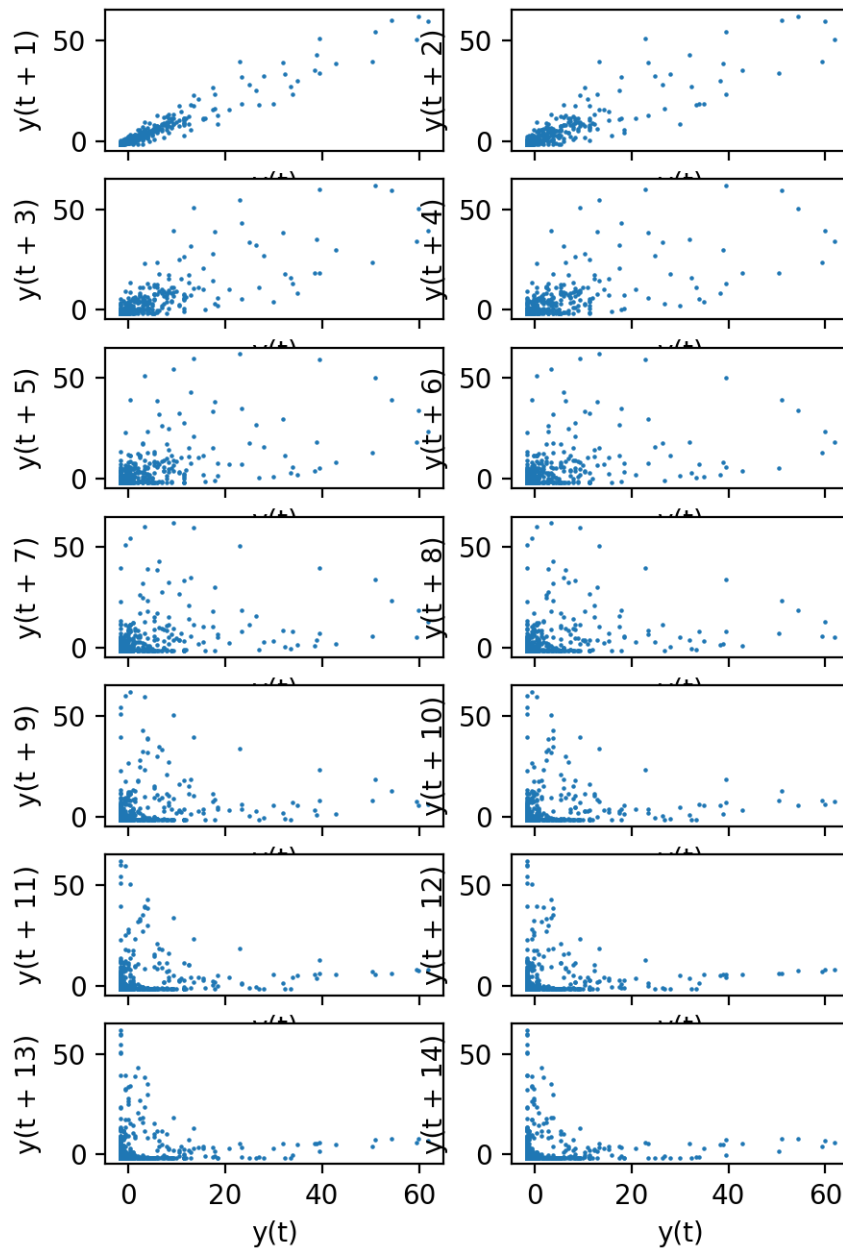 50
0
y(t + 1)
y(t + 2)
50
0
y(t)
y(t)
50
0
y(t + 3)
y(t + 4)
50
0
y(t)
y(t)
50
0
y(t + 5)
y(t + 6)
50
0
y(t)
y(t)
50
0
y(t + 7)
y(t + 8)
50
0
y(t)
y(t)
50
0
y(t + 9)
y(t + 10)
50
0
y(t)
y(t)
50
0
y(t + 11)
y(t + 12)
50
0
y(t)
y(t)
50
0
y(t + 13)
y(t + 14)
50
0
0 20 40 60
0 20 40 60
y(t)
y(t)